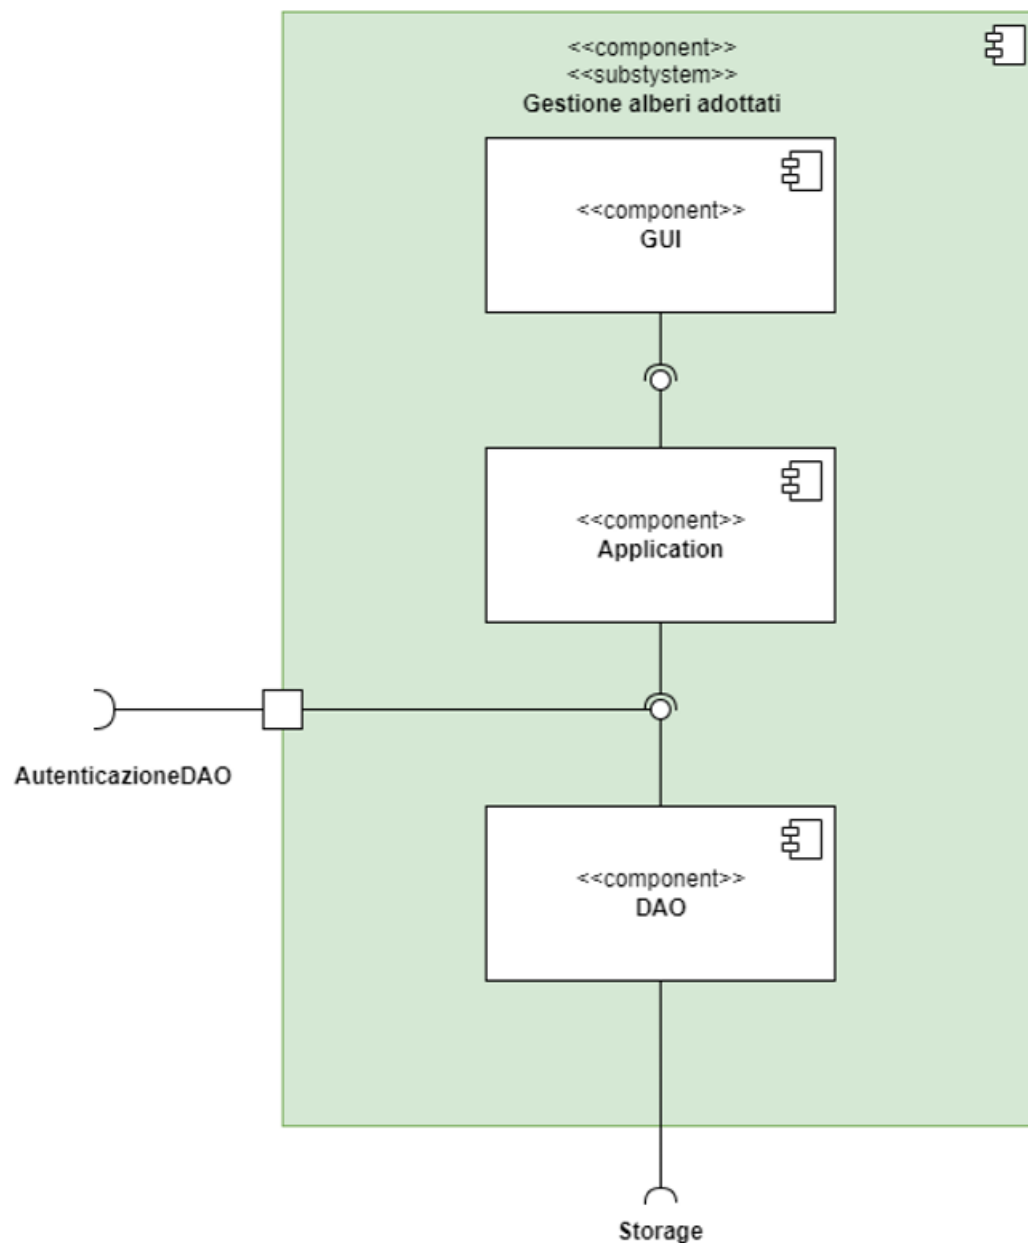 <<component>>
<<substystem>>
Gestione alberi adottati
<<component>>
GUI
<<component>>
Application
AutenticazioneDAO
<<component>>
DAO
Storage